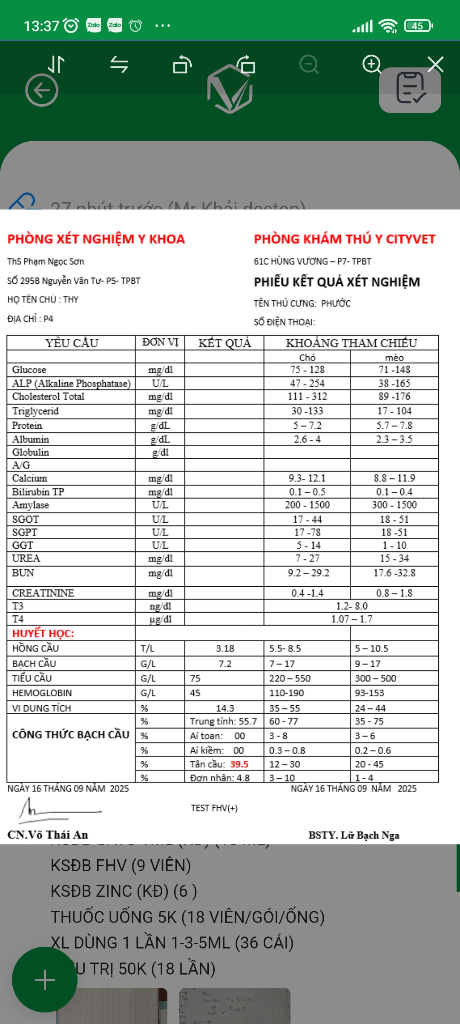 13:37 Zalo Zalo ... 45
27 phút trước (Mr Khải deston)
PHÒNG XÉT NGHIỆM Y KHOA PHÒNG KHÁM THÚ Y CITYVET
ThS Phạm Ngọc Sơn 61C HÙNG VƯƠNG – P7- TPBT
SỐ 295B Nguyễn Văn Tư- P5- TPBT PHIẾU KẾT QUẢ XÉT NGHIỆM
HỌ TÊN CHỦ : THY TÊN THÚ CƯNG: PHƯỚC
ĐỊA CHỈ : P4 SỐ ĐIỆN THOẠI:
YÊU CẦU ĐƠN VỊ KẾT QUẢ KHOẢNG THAM CHIẾU
Chó mèo
Glucose mg/dl 75 - 128 71 -148
ALP (Alkaline Phosphatase) U/L 47 - 254 38 -165
Cholesterol Total mg/dl 111 - 312 89 -176
Triglycerid mg/dl 30 -133 17 - 104
Protein g/dL 5 – 7.2 5.7 – 7.8
Albumin g/dL 2.6 - 4 2.3 – 3.5
Globulin g/dl
A/G
Calcium mg/dl 9.3- 12.1 8.8 – 11.9
Bilirubin TP mg/dl 0.1 – 0.5 0.1 – 0.4
Amylase U/L 200 - 1500 300 - 1500
SGOT U/L 17 - 44 18 - 51
SGPT U/L 17 -78 18 -51
GGT U/L 5 - 14 1 - 10
UREA mg/dl 7 - 27 15 - 34
BUN mg/dl 9.2 – 29.2 17.6 -32.8
CREATININE mg/dl 0.4 -1.4 0.8 – 1.8
T3 ng/dl 1.2- 8.0
T4 µg/dl 1.07 – 1.7
HUYẾT HỌC:
HỒNG CẦU T/L 3.18 5.5- 8.5 5 – 10.5
BẠCH CẦU G/L 7.2 7 – 17 9 – 17
TIỂU CẦU G/L 75 220 – 550 300 – 500
HEMOGLOBIN G/L 45 110-190 93-153
VI DUNG TÍCH % 14.3 35 – 55 24 – 44
CÔNG THỨC BẠCH CẦU % Trung tính: 55.7 60 - 77 35 - 75
% Aí toan: 00 3 - 8 3 – 6
% Aí kiềm: 00 0.3 – 0.8 0.2 – 0.6
% Tân cầu: 39.5 12 – 30 20 - 45
% Đơn nhân: 4.8 3 – 10 1 - 4
NGÀY 16 THÁNG 09 NĂM 2025 NGÀY 16 THÁNG 09 NĂM 2025
TEST FHV(+)
CN.Võ Thái An BSTY. Lữ Bạch Nga
KSĐB FHV (9 VIÊN)
KSĐB ZINC (KĐ) (6 )
THUỐC UỐNG 5K (18 VIÊN/GÓI/ỐNG)
XL DÙNG 1 LẦN 1-3-5ML (36 CÁI)
TRỊ 50K (18 LẦN)